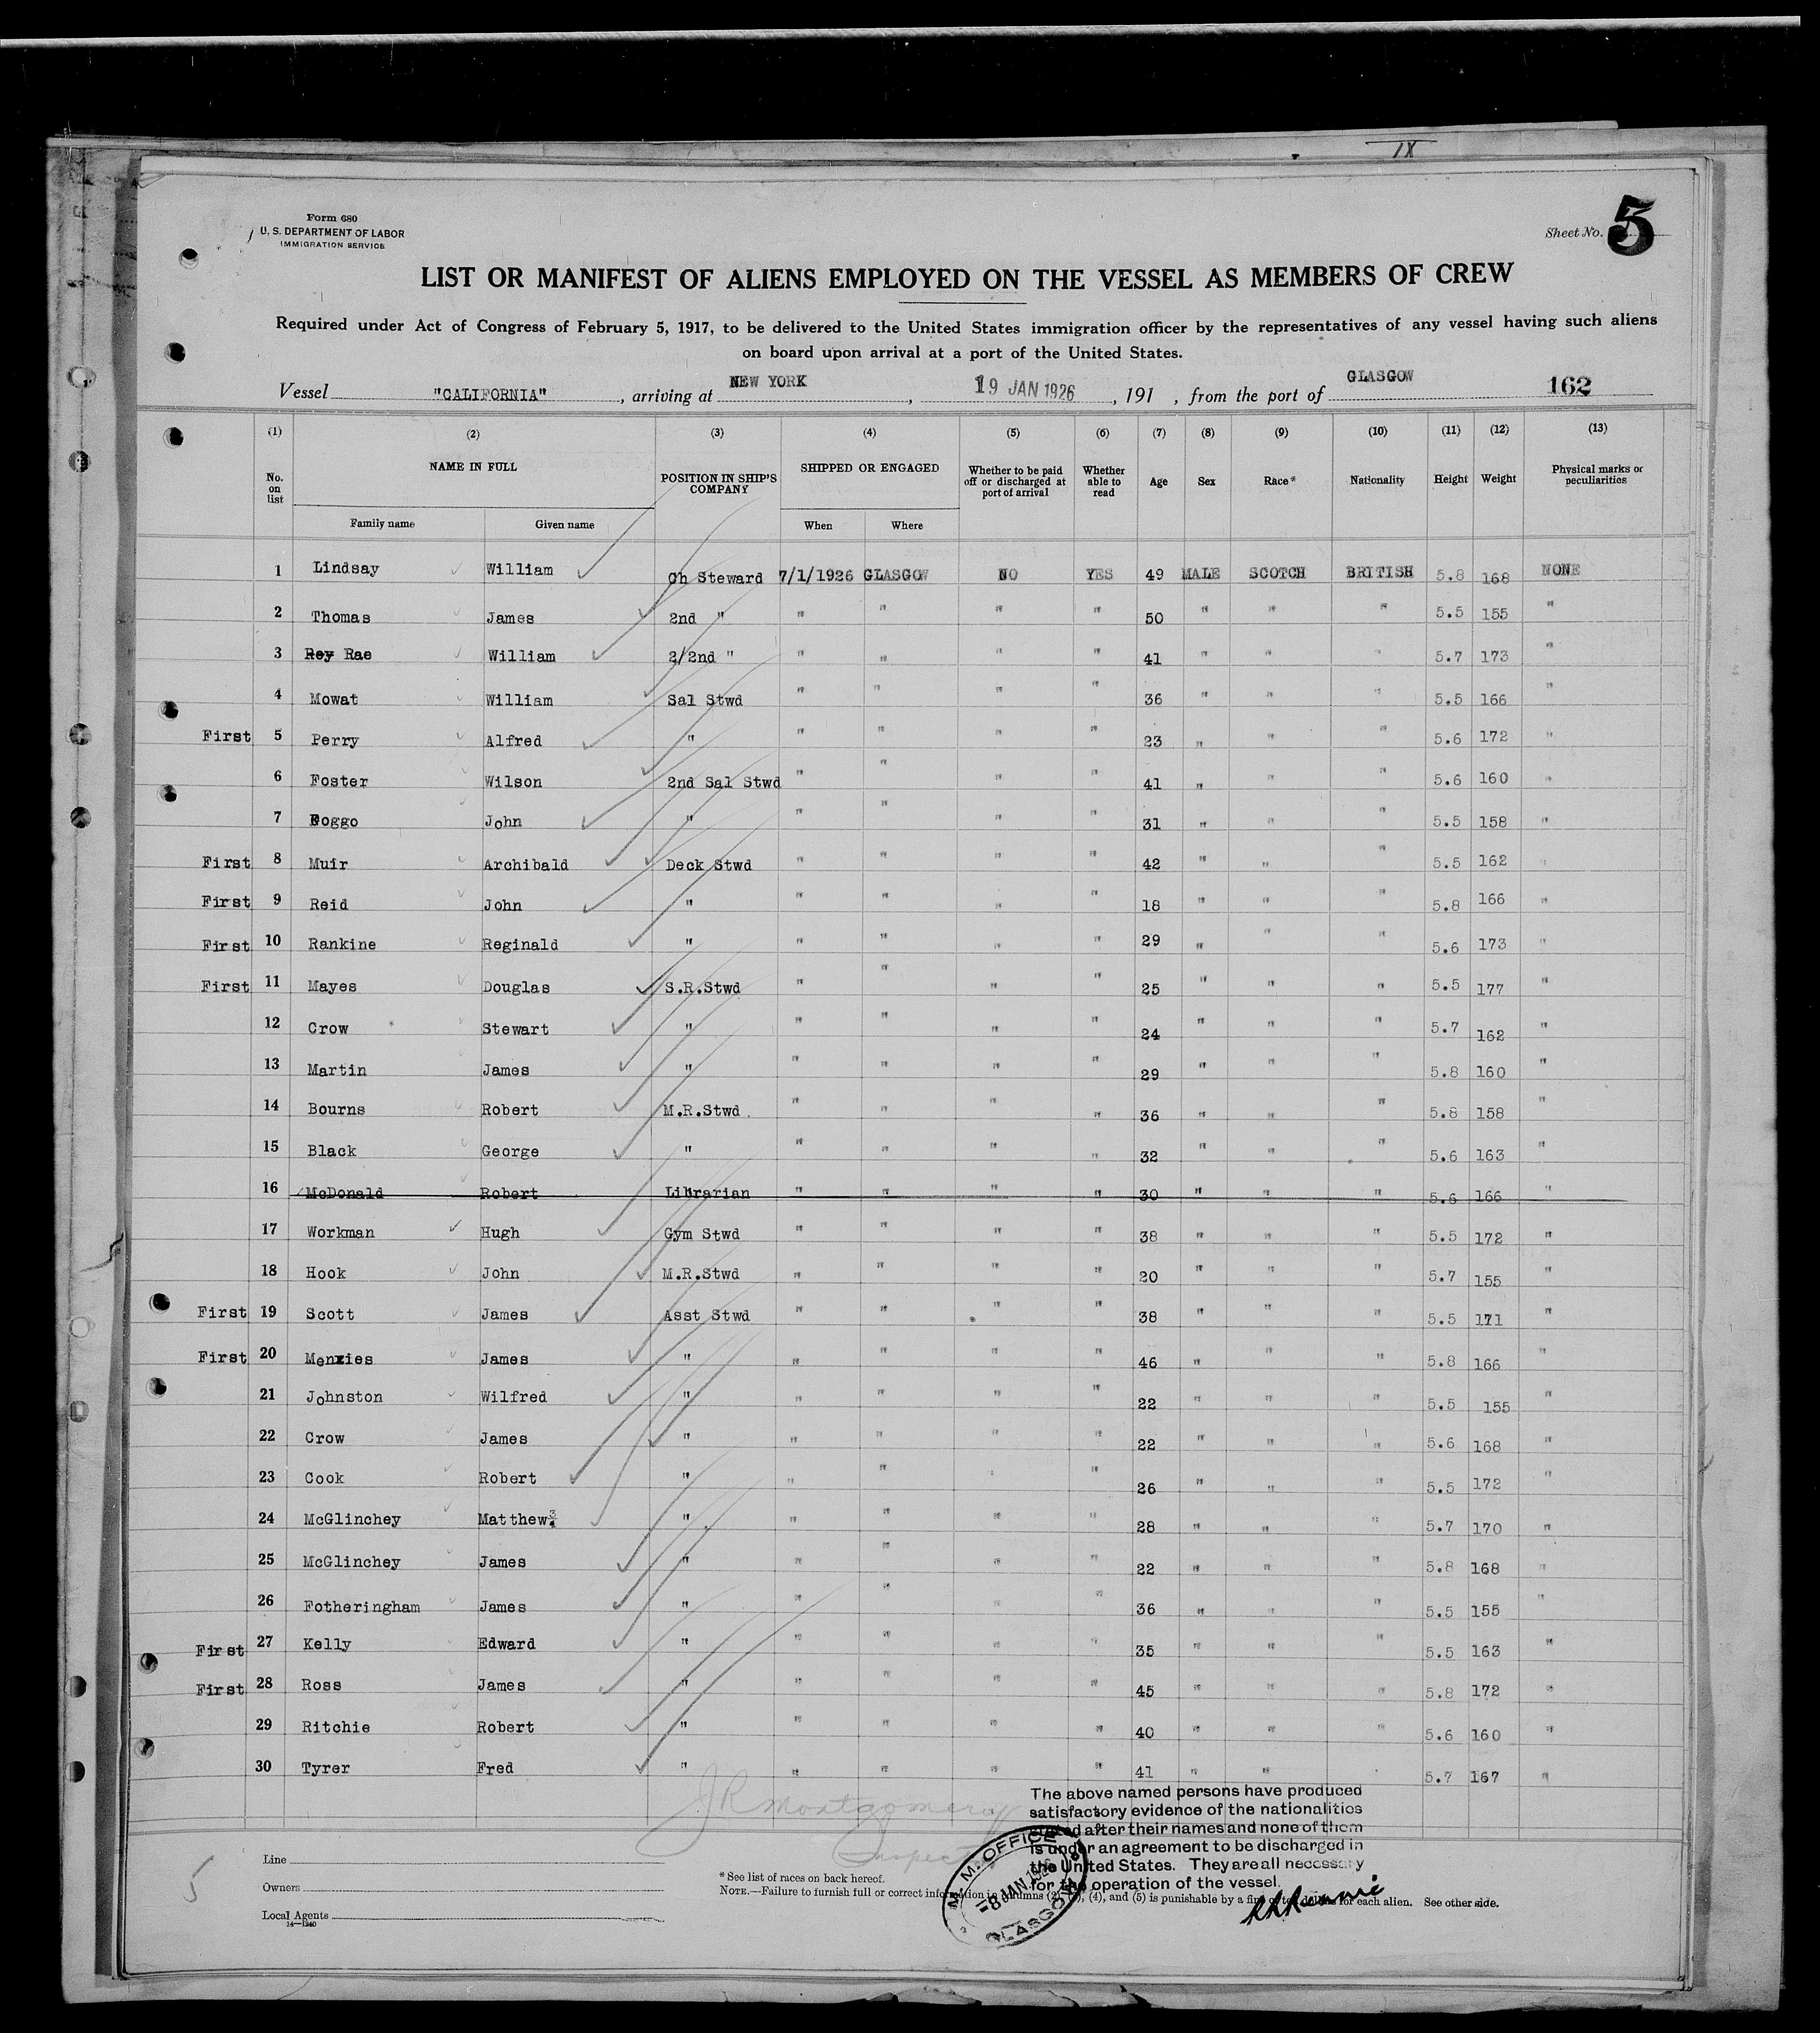 IX
Form 680
U. S. DEPARTMENT OF LABOR
IMMIGRATION SERVICE
Sheet No. 5
LIST OR MANIFEST OF ALIENS EMPLOYED ON THE VESSEL AS MEMBERS OF CREW
Required under Act of Congress of February 5, 1917, to be delivered to the United States immigration officer by the representatives of any vessel having such aliens
on board upon arrival at a port of the United States.
Vessel "CALIFORNIA", arriving at NEW YORK, 19 JAN 1926, 191 , from the port of GLASGOW 162
(1) (2) (3) (4) (5) (6) (7) (8) (9) (10) (11) (12) (13)
No. on list NAME IN FULL POSITION IN SHIP'S COMPANY SHIPPED OR ENGAGED Whether to be paid off or discharged at port of arrival Whether able to read Age Sex Race* Nationality Height Weight Physical marks or peculiarities
Family name Given name When Where
1 Lindsay William Ch Steward 7/1/1926 GLASGOW NO YES 49 MALE SCOTCH BRITISH 5.8 168 NONE
2 Thomas James 2nd " " " " " 50 " " " 5.5 155 "
3 Roy Rae William 2/2nd " " " " " 41 " " " 5.7 173 "
4 Mowat William Sal Stwd " " " " 36 " " " 5.5 166 "
First 5 Perry Alfred " " " " " 23 " " " 5.6 172 "
6 Foster Wilson 2nd Sal Stwd " " " " 41 " " " 5.6 160 "
7 Foggo John " " " " " 31 " " " 5.5 158 "
First 8 Muir Archibald Deck Stwd " " " " 42 " " " 5.5 162 "
First 9 Reid John " " " " " 18 " " " 5.8 166 "
First 10 Rankine Reginald " " " " " 29 " " " 5.6 173 "
First 11 Mayes Douglas S.R.Stwd " " " " 25 " " " 5.5 177 "
12 Crow Stewart " " " " " 24 " " " 5.7 162 "
13 Martin James " " " " " 29 " " " 5.8 160 "
14 Bourns Robert M.R.Stwd. " " " " 36 " " " 5.8 158 "
15 Black George " " " " " 32 " " " 5.6 163 "
16 McDonald Robert Librarian " " " " 30 " " " 5.6 166 "
17 Workman Hugh Gym Stwd " " " " 38 " " " 5.5 172 "
18 Hook John M.R.Stwd " " " " 20 " " " 5.7 155 "
First 19 Scott James Asst Stwd " " " " 38 " " " 5.5 171 "
First 20 Menzies James " " " " " 46 " " " 5.8 166 "
21 Johnston Wilfred " " " " " 22 " " " 5.5 155 "
22 Crow James " " " " " 22 " " " 5.6 168 "
23 Cook Robert " " " " " 26 " " " 5.5 172 "
24 McGlinchey Matthew " " " " " 28 " " " 5.7 170 "
25 McGlinchey James " " " " " 22 " " " 5.8 168 "
26 Fotheringham James " " " " " 36 " " " 5.5 155 "
First 27 Kelly Edward " " " " " 35 " " " 5.5 163 "
First 28 Ross James " " " " " 45 " " " 5.8 172 "
29 Ritchie Robert " " " " " 40 " " " 5.6 160 "
30 Tyrer Fred " " " " " 41 " " 5.7 167 "
JR Montgomery
Inspector
The above named persons have produced
satisfactory evidence of the nationalities
stated after their names and none of them
is under an agreement to be discharged in
the United States. They are all necessary
for the operation of the vessel.
M. M. OFFICE
-8 JAN 1926
GLASGOW
5
Line
Owners
Local Agents
14—1240
* See list of races on back hereof.
NOTE.—Failure to furnish full or correct information in columns (2), (3), (4), and (5) is punishable by a fine of ten dollars for each alien. See other side.